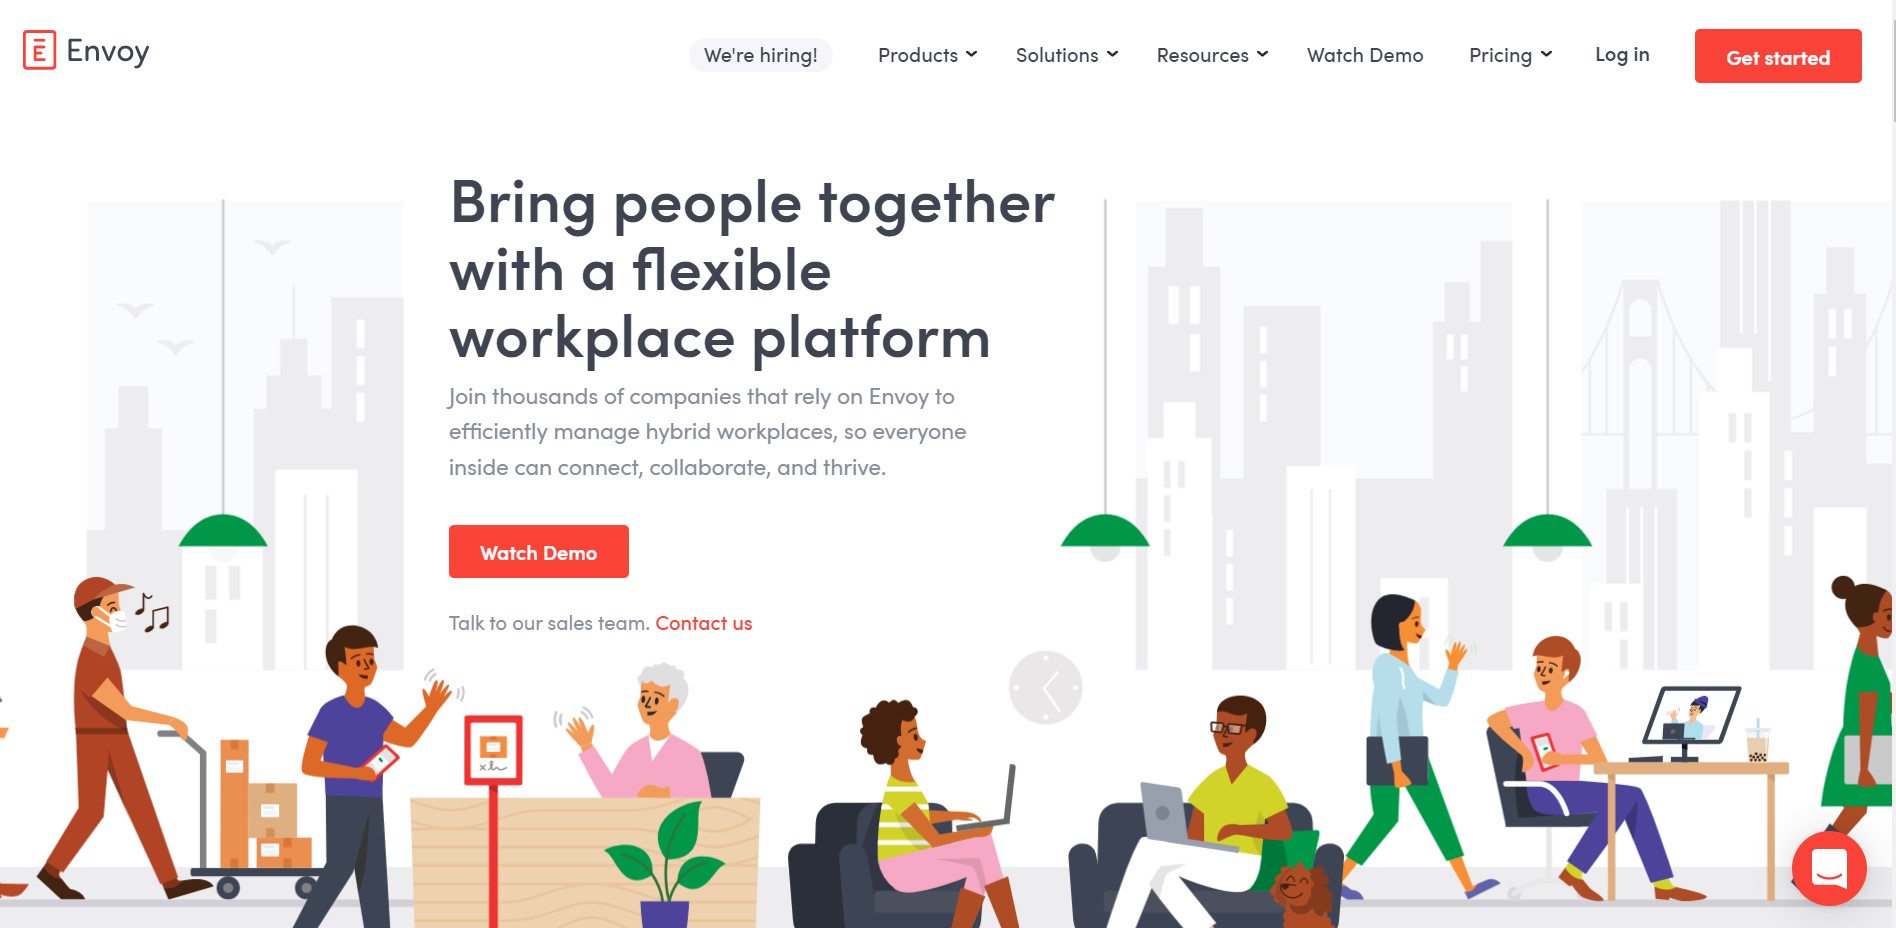 Envoy
We're hiring!
Products
Solutions
Resources
Watch Demo
Pricing
Log in
Get started
Bring people together
with a flexible
workplace platform
Join thousands of companies that rely on Envoy to
efficiently manage hybrid workplaces, so everyone
inside can connect, collaborate, and thrive.
Watch Demo
Talk to our sales team. Contact us